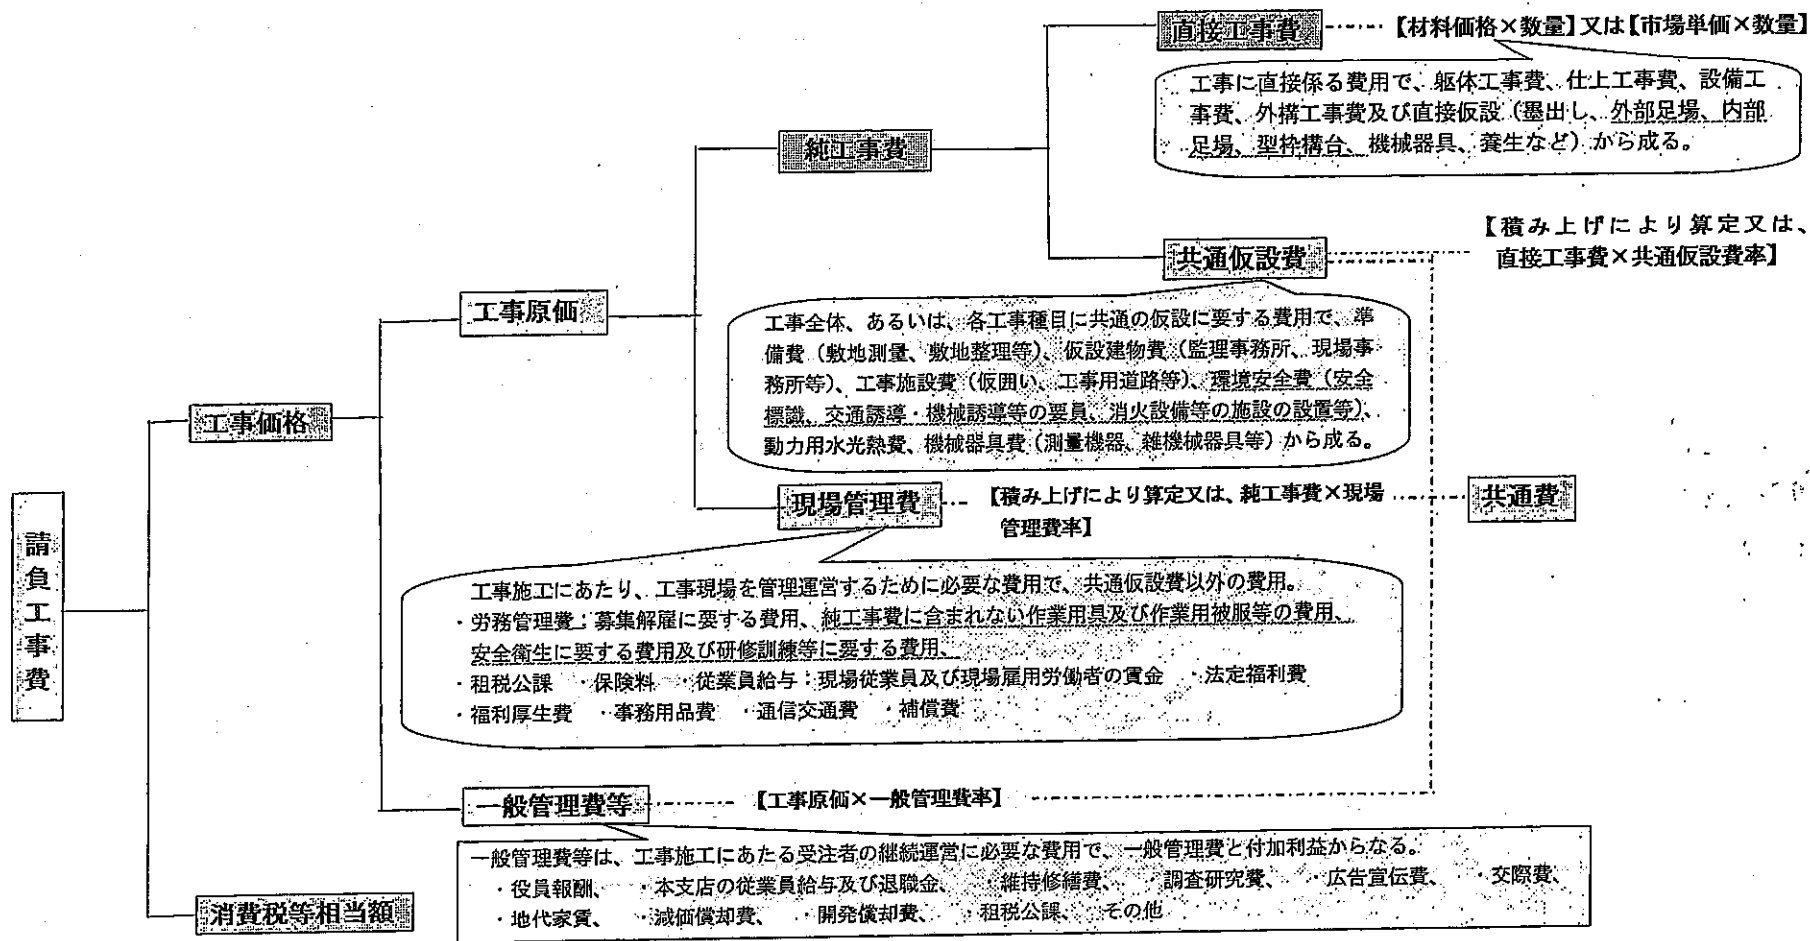 直接工事費
【材料価格×数量】又は【市場単価×数量】
工事に直接係る費用で、躯体工事費、仕上工事費、設備工
事費、外構工事費及び直接仮設（墨出し、外部足場、内部
足場、型枠構台、機械器具、養生など）から成る。
純工事費
共通仮設費
【積み上げにより算定又は、
直接工事費×共通仮設費率】
工事原価
工事全体、あるいは、各工事種目に共通の仮設に要する費用で、準
備費（敷地測量、敷地整理等）、仮設建物費（監理事務所、現場事
務所等）、工事施設費（仮囲い、工事用道路等）、環境安全費（安全
標識、交通誘導・機械誘導等の要員、消火設備等の施設の設置等）、
動力用水光熱費、機械器具費（測量機器、雑機械器具等）から成る。
工事価格
現場管理費
【積み上げにより算定又は、純工事費×現場
管理費率】
共通費
請負工事費
工事施工にあたり、工事現場を管理運営するために必要な費用で、共通仮設費以外の費用。
・労務管理費：募集解雇に要する費用、純工事費に含まれない作業用具及び作業用被服等の費用、
安全衛生に要する費用及び研修訓練等に要する費用、
・租税公課　・保険料　・従業員給与：現場従業員及び現場雇用労働者の賃金　・法定福利費
・福利厚生費　・事務用品費　・通信交通費　・補償費
一般管理費等
【工事原価×一般管理費率】
一般管理費等は、工事施工にあたる受注者の継続運営に必要な費用で、一般管理費と付加利益からなる。
・役員報酬、　・本支店の従業員給与及び退職金、　・維持修繕費、　・調査研究費、　・広告宣伝費、　・交際費、
・地代家賃、　・減価償却費、　・開発償却費、　・租税公課、　その他
消費税等相当額